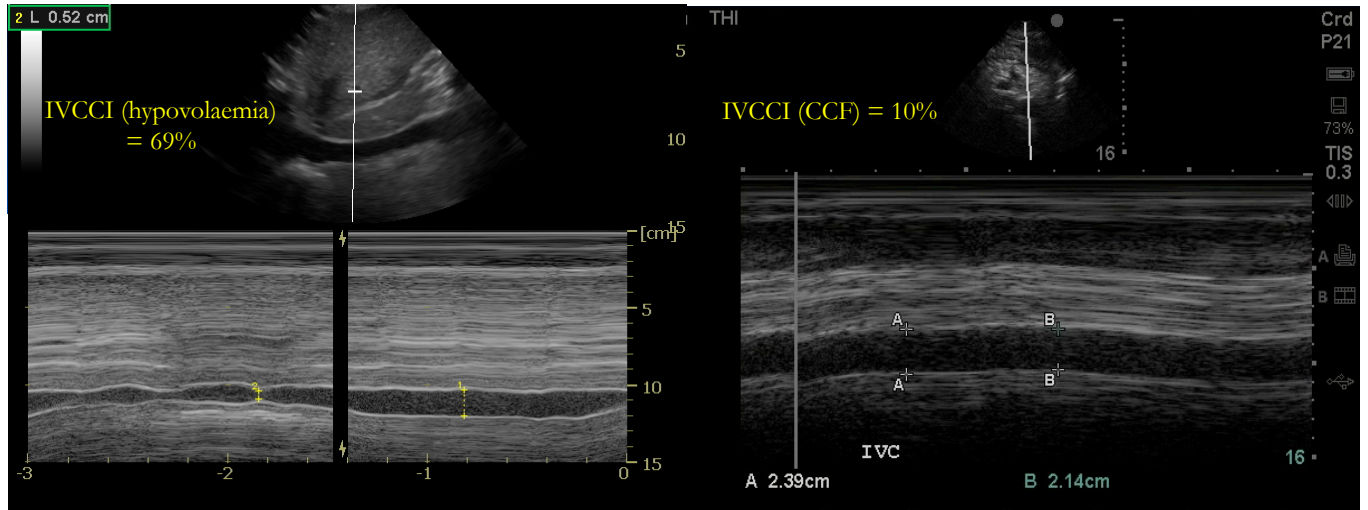 2 L 0.52 cm
IVCCI (hypovolaemia)
= 69%
5
10
15
[cm]
5
10
15
2
1
-3
-2
-1
0
THI
Crd
P21
IVCCI (CCF) = 10%
73%
16
TIS
0.3
A
B
A
B
A
B
IVC
16
A 2.39cm
B 2.14cm